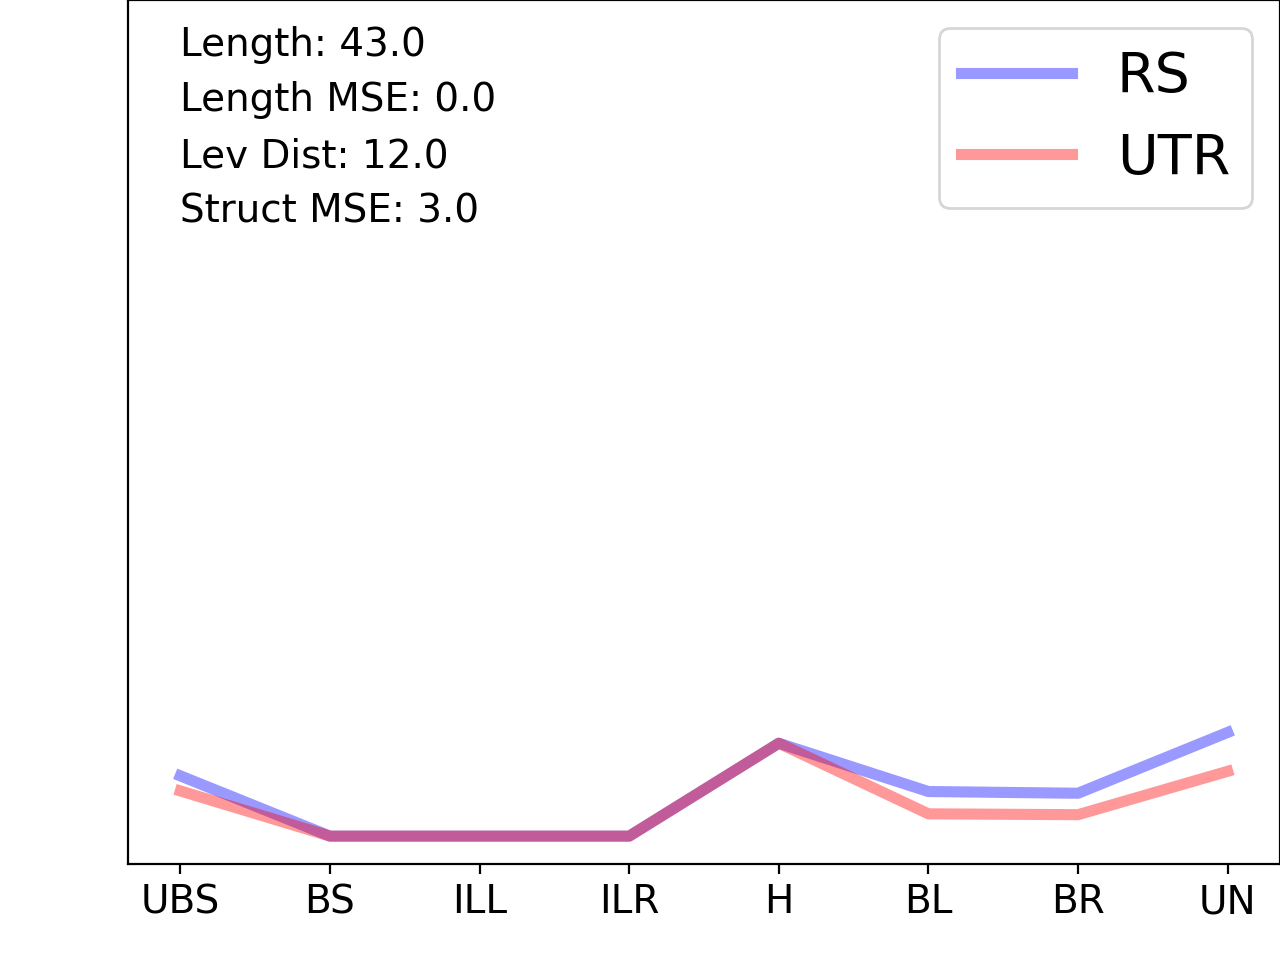 Length: 43.0
Length MSE: 0.0
Lev Dist: 12.0
Struct MSE: 3.0
RS
UTR
UBS BS ILL ILR H BL BR UN